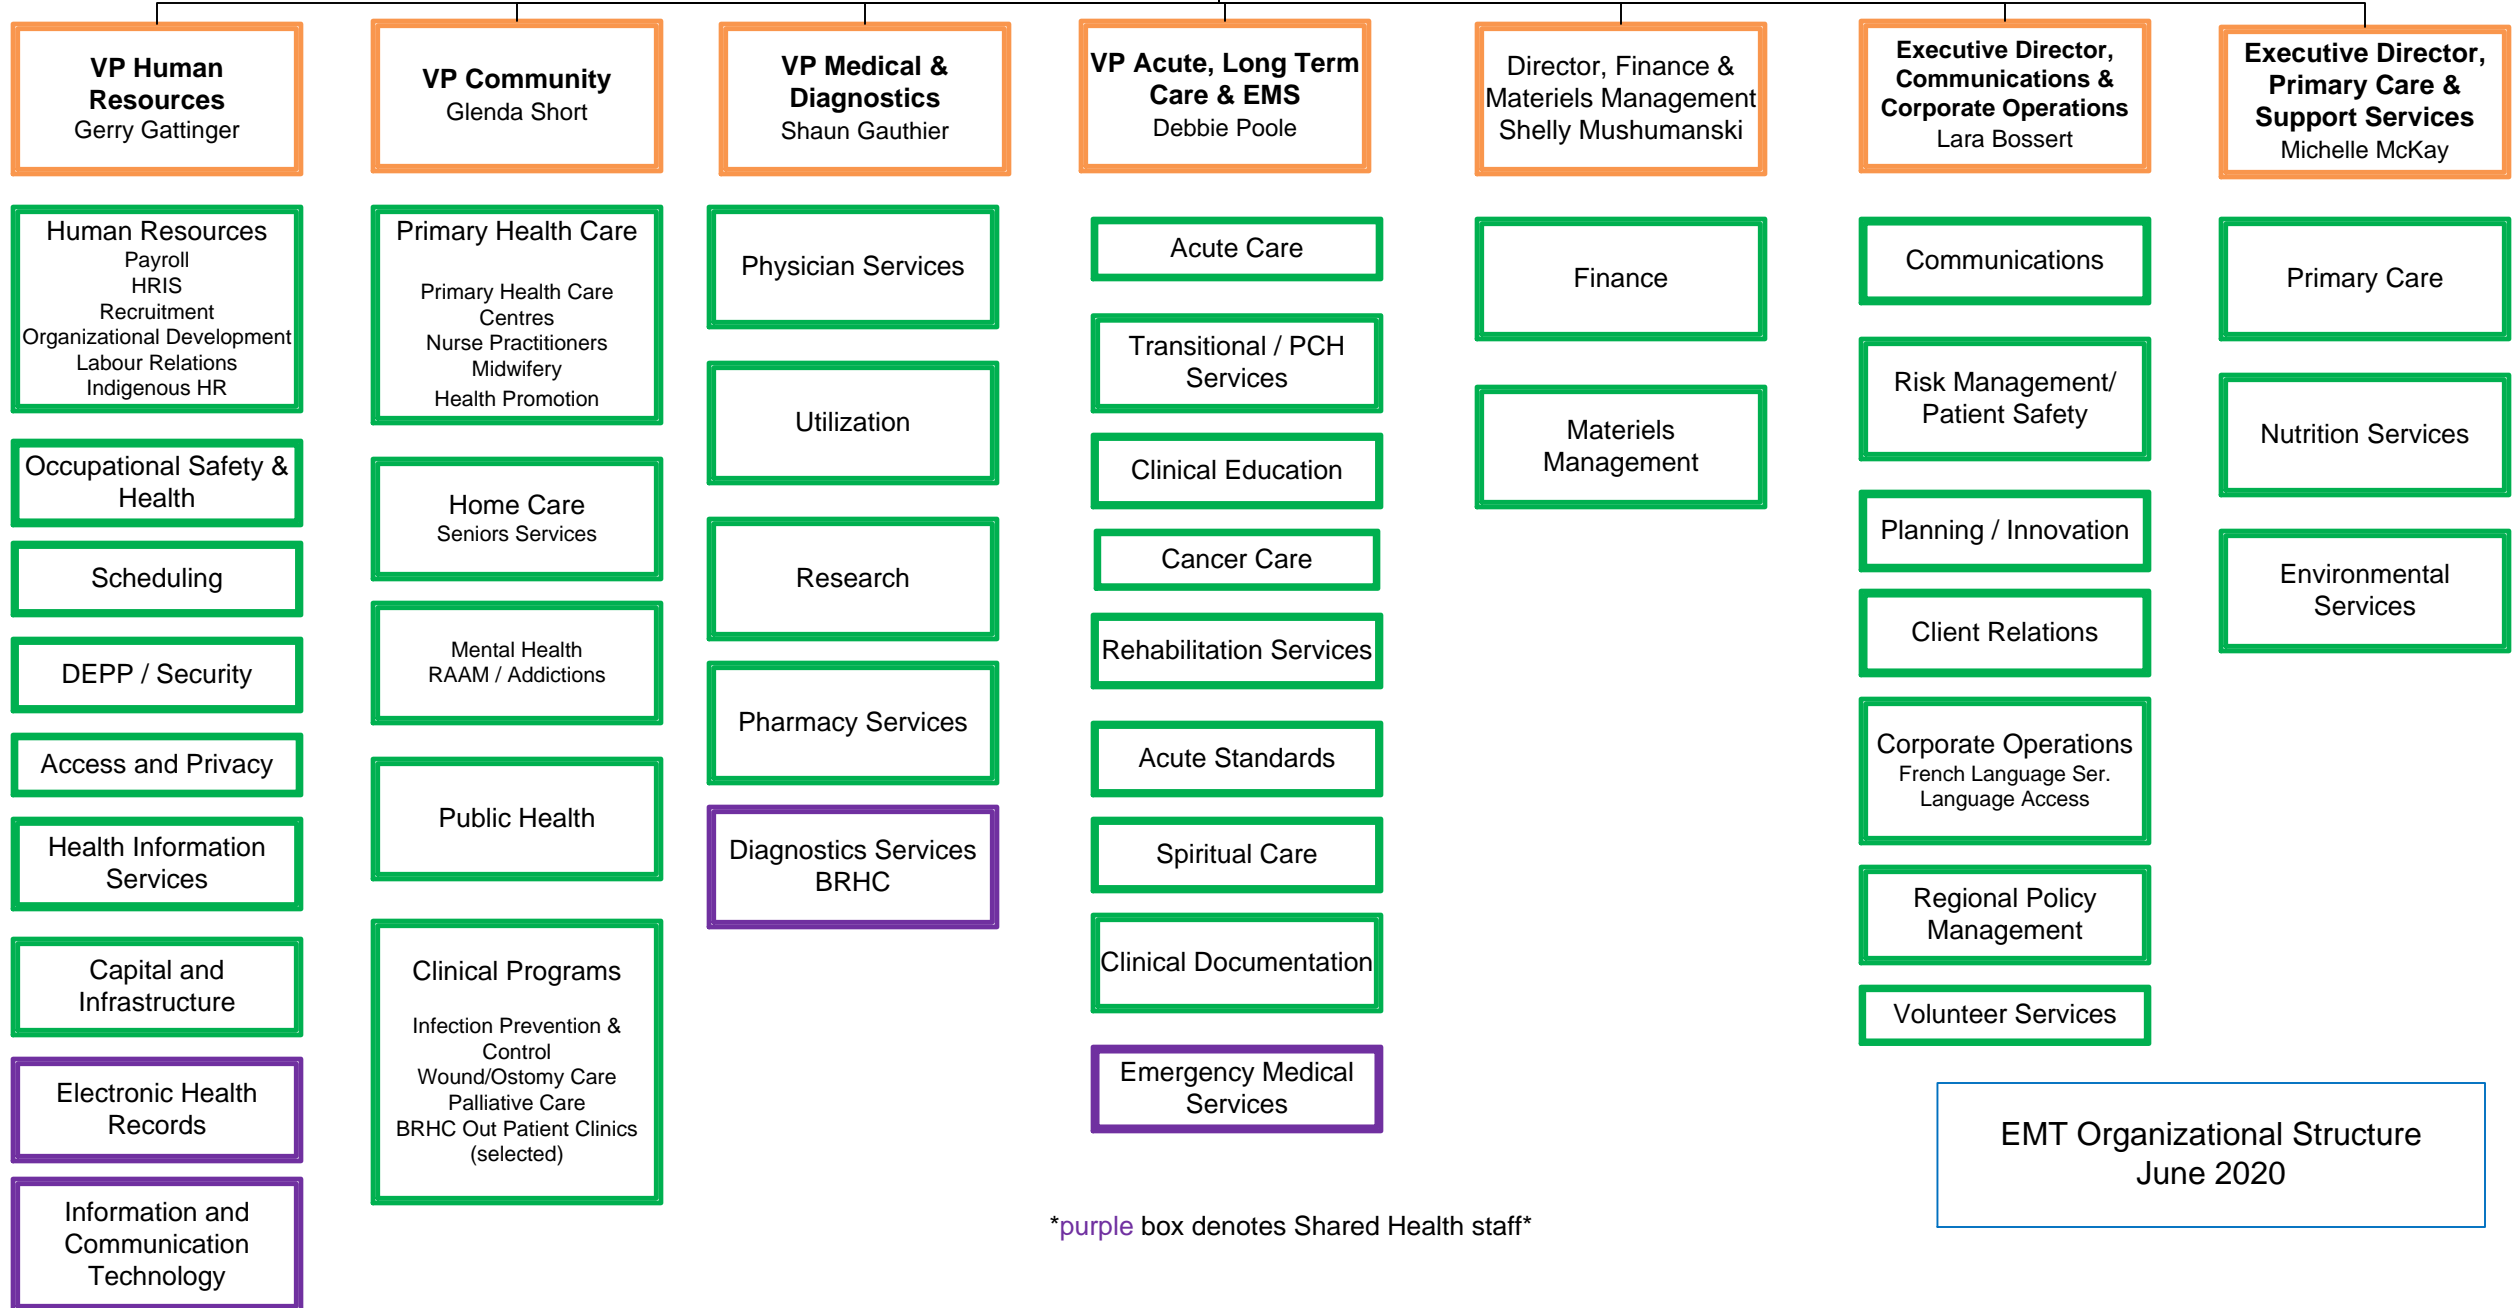 VP Human
Resources
Gerry Gattinger
VP Community
Glenda Short
VP Medical &
Diagnostics
Shaun Gauthier
VP Acute, Long Term
Care & EMS
Debbie Poole
Director, Finance &
Materiels Management
Shelly Mushumanski
Executive Director,
Communications &
Corporate Operations
Lara Bossert
Executive Director,
Primary Care &
Support Services
Michelle McKay
Human Resources
Payroll
HRIS
Recruitment
Organizational Development
Labour Relations
Indigenous HR
Occupational Safety &
Health
Scheduling
DEPP / Security
Access and Privacy
Health Information
Services
Capital and
Infrastructure
Electronic Health
Records
Information and
Communication
Technology
Primary Health Care
Primary Health Care
Centres
Nurse Practitioners
Midwifery
Health Promotion
Home Care
Seniors Services
Mental Health
RAAM / Addictions
Public Health
Clinical Programs
Infection Prevention &
Control
Wound/Ostomy Care
Palliative Care
BRHC Out Patient Clinics
(selected)
Physician Services
Utilization
Research
Pharmacy Services
Diagnostics Services
BRHC
Acute Care
Transitional / PCH
Services
Clinical Education
Cancer Care
Rehabilitation Services
Acute Standards
Spiritual Care
Clinical Documentation
Emergency Medical
Services
Finance
Materiels
Management
Communications
Risk Management/
Patient Safety
Planning / Innovation
Client Relations
Corporate Operations
French Language Ser.
Language Access
Regional Policy
Management
Volunteer Services
Primary Care
Nutrition Services
Environmental
Services
EMT Organizational Structure
June 2020
*purple box denotes Shared Health staff*